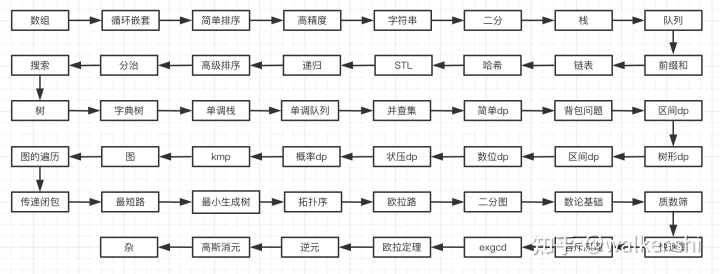 数组 循环嵌套 简单排序 高精度 字符串 二分 栈 队列
搜索 分治 高级排序 递归 STL 哈希 链表 前缀和
树 字典树 单调栈 单调队列 并查集 简单dp 背包问题 区间dp
图的遍历 图 kmp 概率dp 状压dp 数位dp 区间dp 树形dp
传递闭包 最短路 最小生成树 拓扑序 欧拉路 二分图 数论基础 质数筛
杂 高斯消元 逆元 欧拉定理 exgcd
知乎 @walkenshi